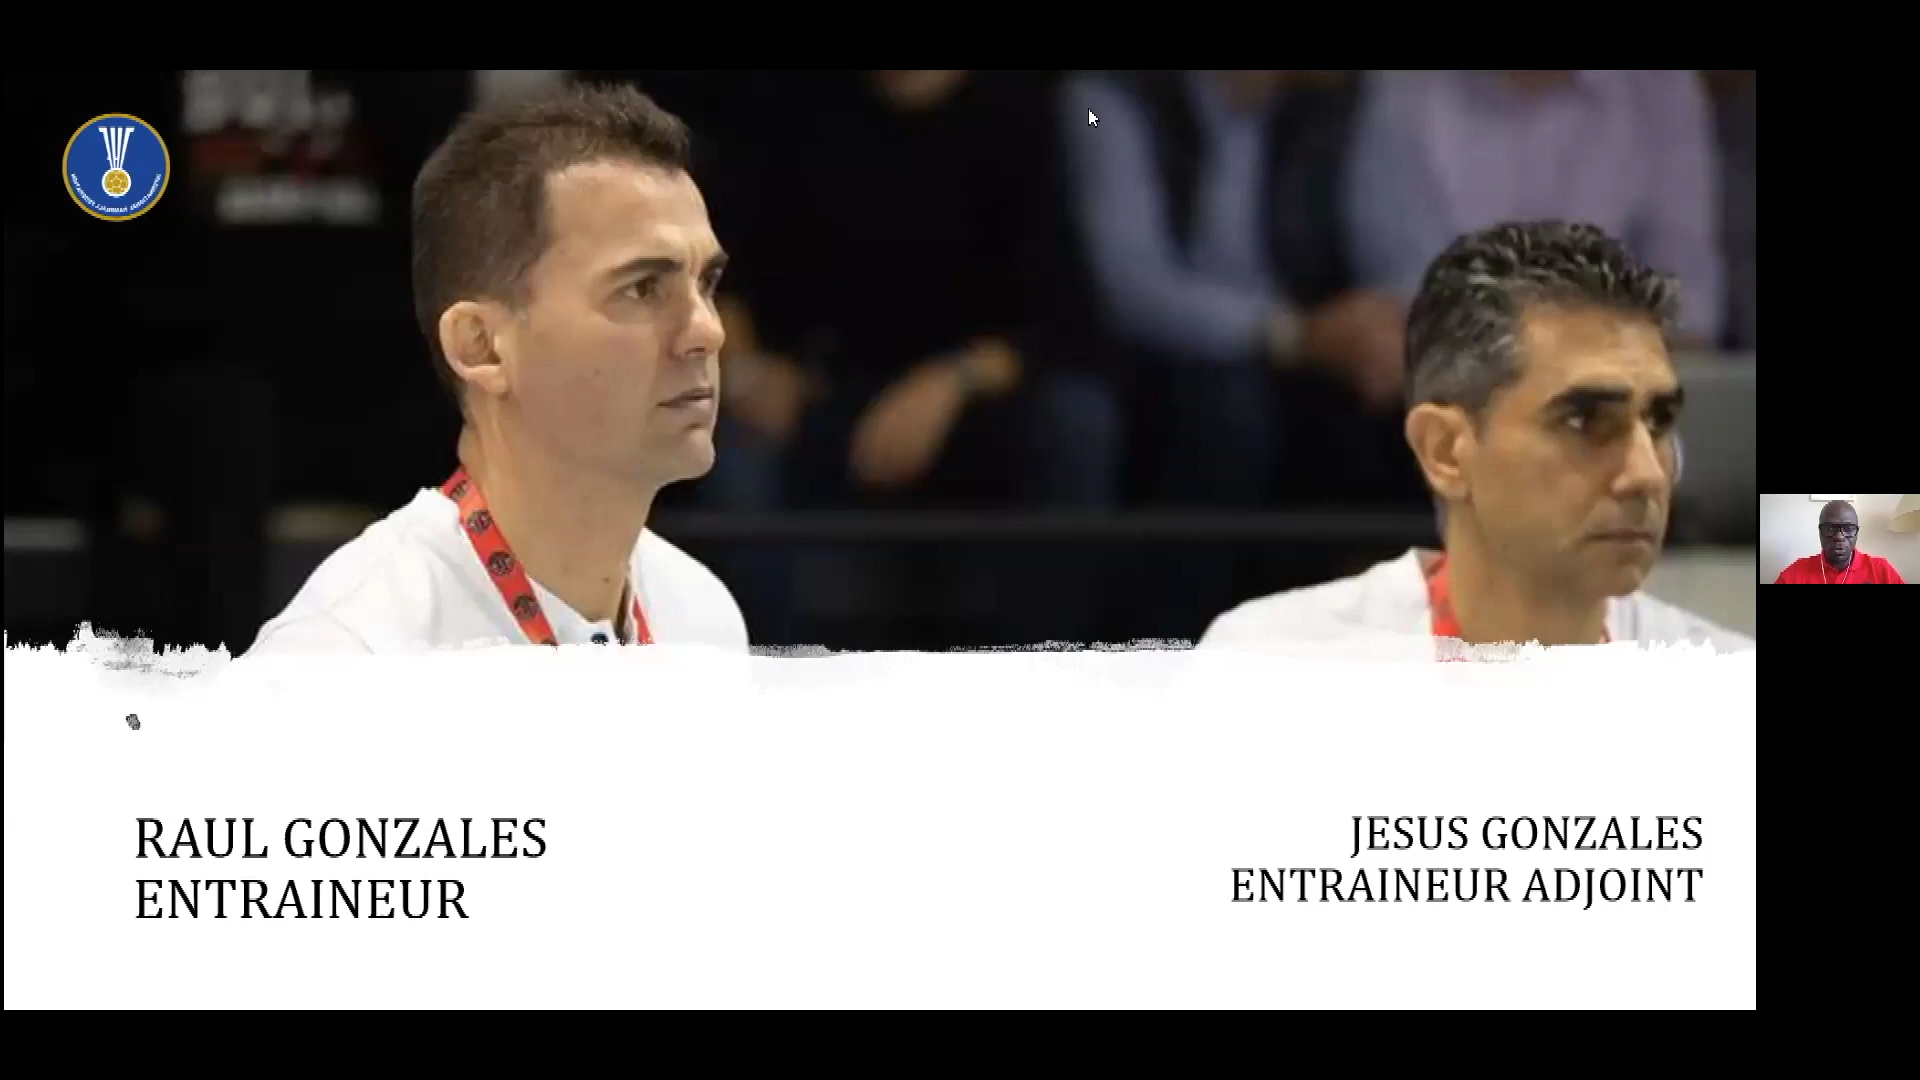 RAUL GONZALES
ENTRAINEUR
JESUS GONZALES
ENTRAINEUR ADJOINT